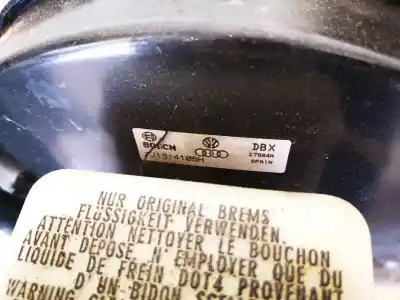 BOSCH
DBX
SPAIN
NUR ORIGINAL BREMS
FLÜSSIGKEIT VERWENDEN.
ATTENTION NETTOYER LE BOUCHON
AVANT DEPOSE N'EMPLOYER QUE DU
LIQUIDE DE FREIN DOT4 PROVENANT
D'UN BIDON
WARNING